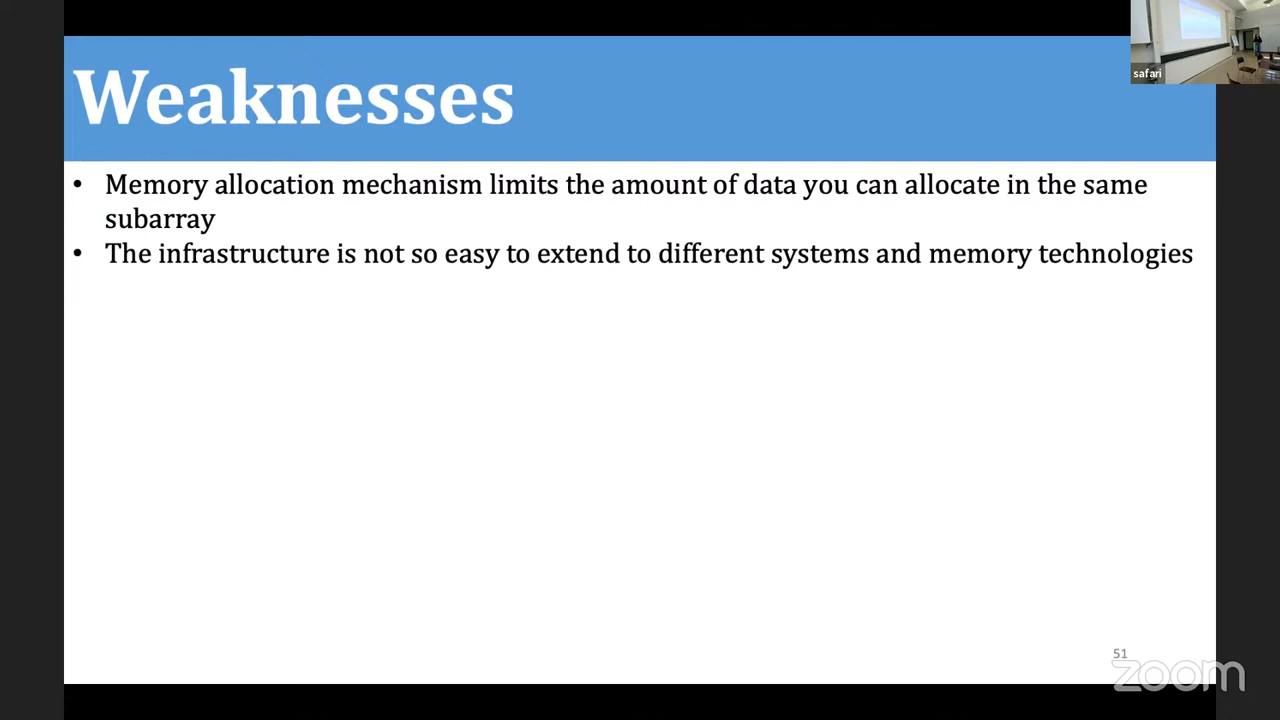 Weaknesses
safari
• Memory allocation mechanism limits the amount of data you can allocate in the same
subarray
• The infrastructure is not so easy to extend to different systems and memory technologies
51
zoom